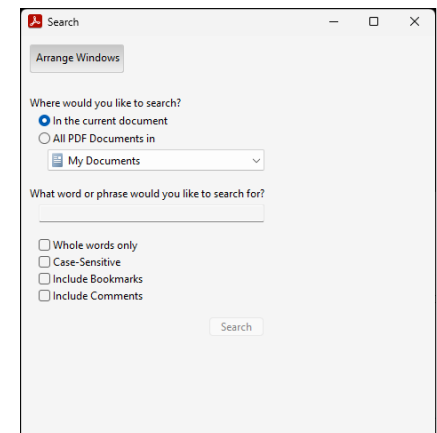 Search
Arrange Windows
Where would you like to search?
In the current document
All PDF Documents in
My Documents
What word or phrase would you like to search for?
Whole words only
Case-Sensitive
Include Bookmarks
Include Comments
Search